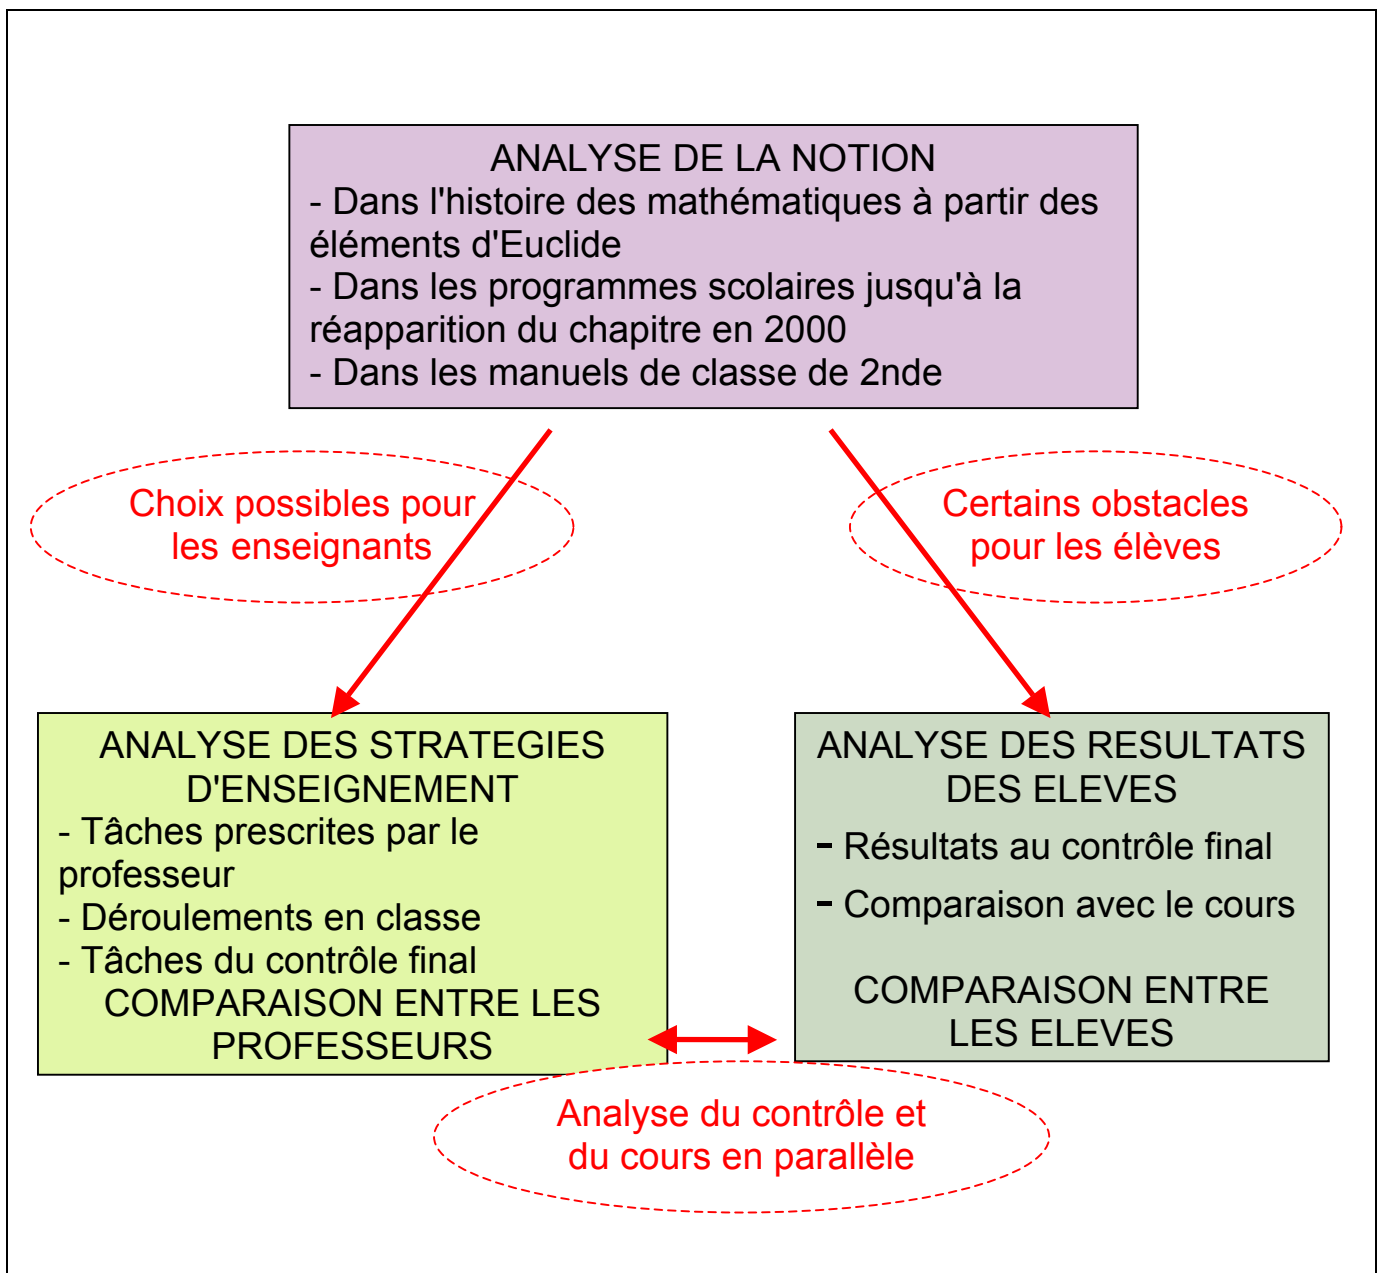 ANALYSE DE LA NOTION
- Dans l'histoire des mathématiques à partir des
éléments d'Euclide
- Dans les programmes scolaires jusqu'à la
réapparition du chapitre en 2000
- Dans les manuels de classe de 2nde
Choix possibles pour
les enseignants
Certains obstacles
pour les élèves
ANALYSE DES STRATEGIES
D'ENSEIGNEMENT
- Tâches prescrites par le
professeur
- Déroulements en classe
- Tâches du contrôle final
COMPARAISON ENTRE LES
PROFESSEURS
ANALYSE DES RESULTATS
DES ELEVES
- Résultats au contrôle final
- Comparaison avec le cours
COMPARAISON ENTRE
LES ELEVES
Analyse du contrôle et
du cours en parallèle